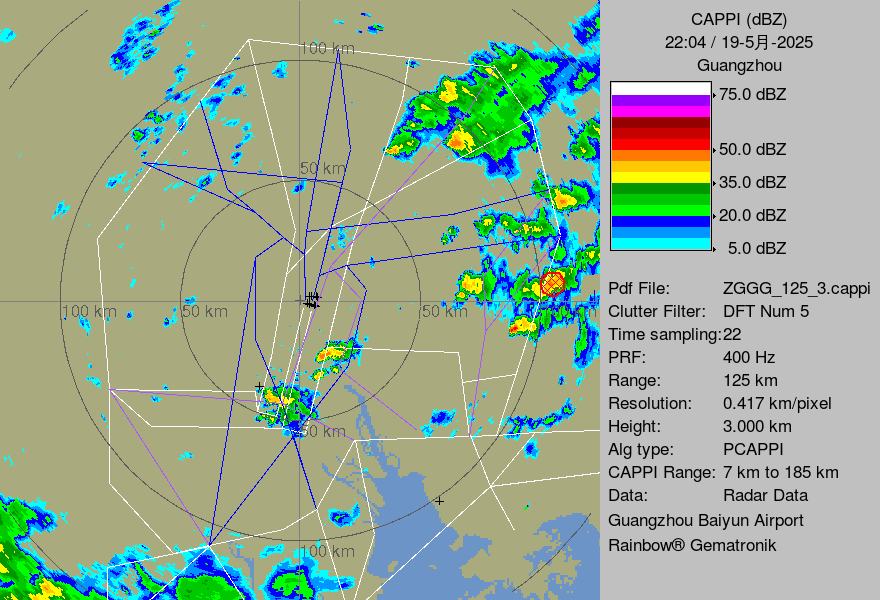 CAPPI (dBZ)
22:04 / 19-5月-2025
Guangzhou
75.0 dBZ
50.0 dBZ
35.0 dBZ
20.0 dBZ
5.0 dBZ
Pdf File: ZGGG_125_3.cappi
Clutter Filter: DFT Num 5
Time sampling:22
PRF: 400 Hz
Range: 125 km
Resolution: 0.417 km/pixel
Height: 3.000 km
Alg type: PCAPPI
CAPPI Range: 7 km to 185 km
Data: Radar Data
Guangzhou Baiyun Airport
Rainbow® Gematronik
100 km
50 km
100 km
50 km
50 km
50 km
100 km